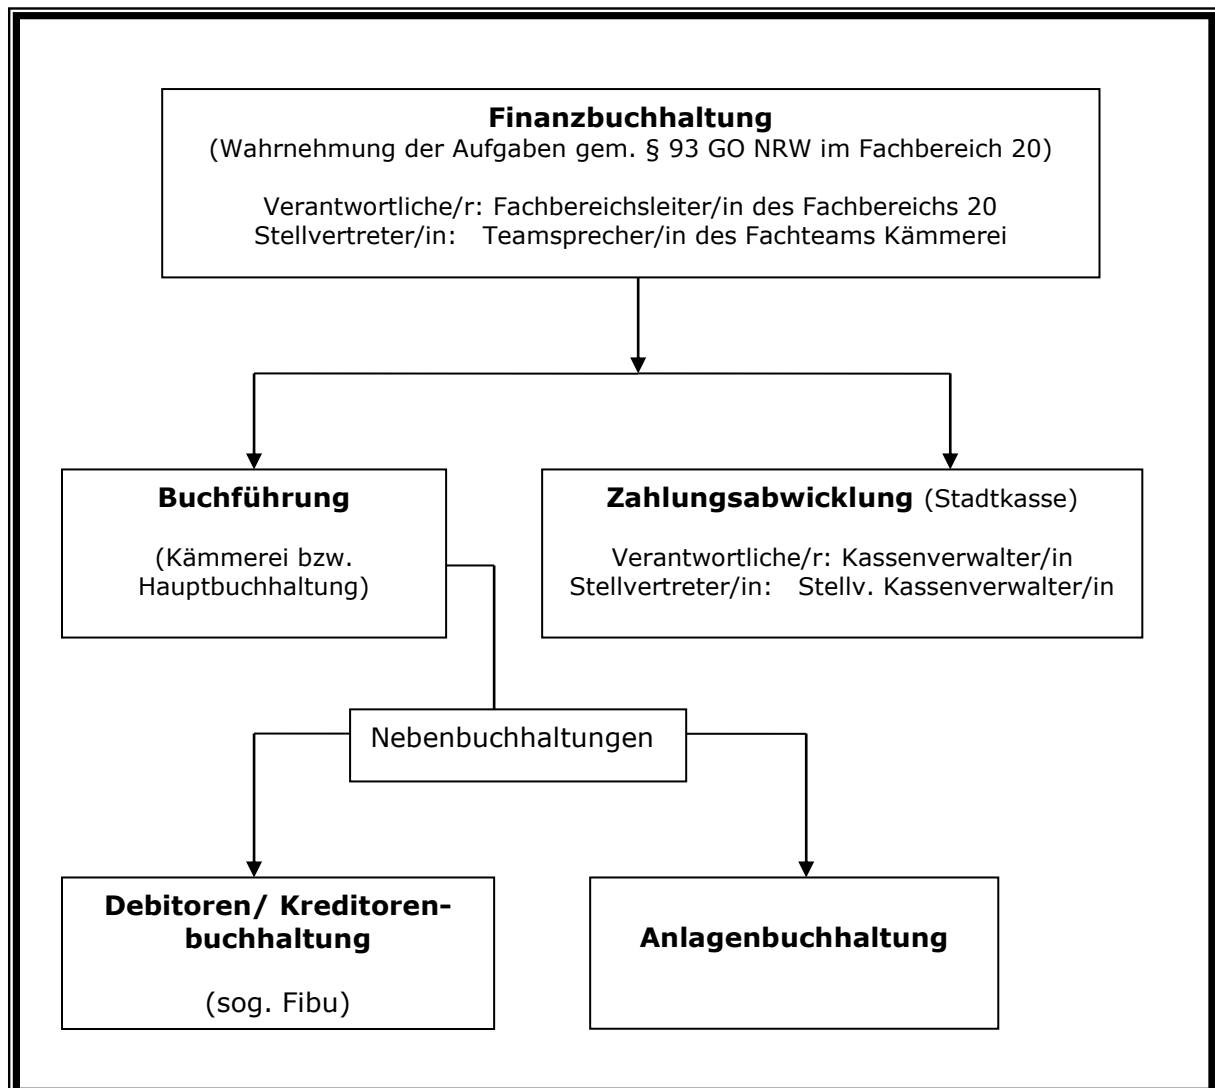 Finanzbuchhaltung
(Wahrnehmung der Aufgaben gem. § 93 GO NRW im Fachbereich 20)
Verantwortliche/r: Fachbereichsleiter/in des Fachbereichs 20
Stellvertreter/in: Teamsprecher/in des Fachteams Kämmerei
Buchführung
(Kämmerei bzw.
Hauptbuchhaltung)
Zahlungsabwicklung (Stadtkasse)
Verantwortliche/r: Kassenverwalter/in
Stellvertreter/in: Stellv. Kassenverwalter/in
Nebenbuchhaltungen
Debitoren/ Kreditoren-
buchhaltung
(sog. Fibu)
Anlagenbuchhaltung